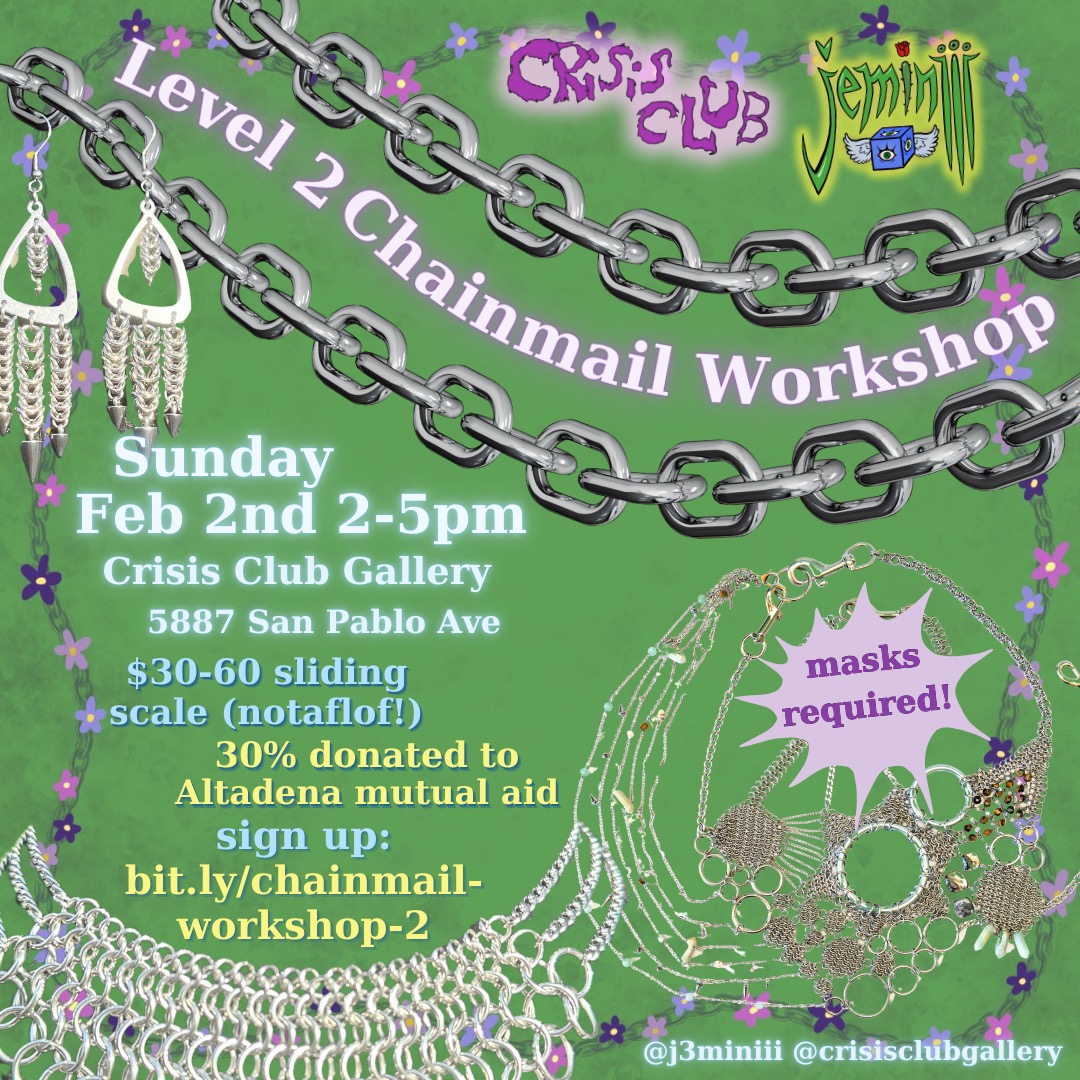 CRiSiS
CLUB
jeminiii
Level 2 Chainmail Workshop
Sunday
Feb 2nd 2-5pm
Crisis Club Gallery
5887 San Pablo Ave
$30-60 sliding
scale (notaflof!)
30% donated to
Altadena mutual aid
sign up:
bit.ly/chainmail-
workshop-2
masks
required!
@j3miniii @crisisclubgallery